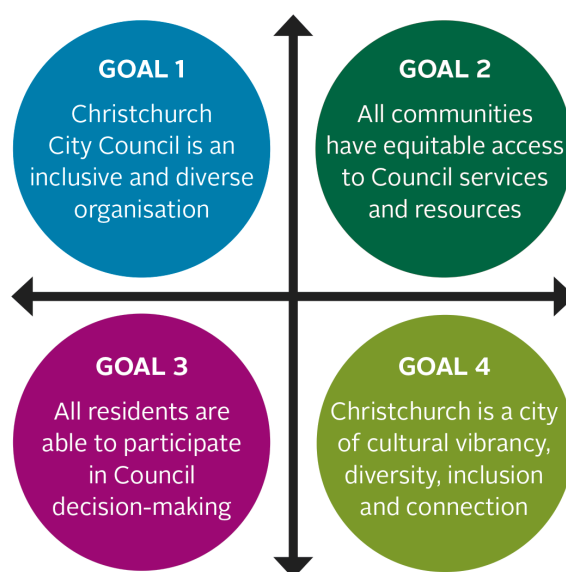 GOAL 1
Christchurch
City Council is an
inclusive and diverse
organisation
GOAL 2
All communities
have equitable access
to Council services
and resources
GOAL 3
All residents are
able to participate
in Council
decision-making
GOAL 4
Christchurch is a city
of cultural vibrancy,
diversity, inclusion
and connection